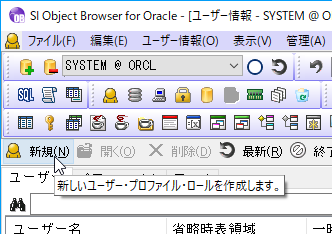 SI Object Browser for Oracle - [ユーザー情報 - SYSTEM @ O
ファイル(F) 編集(E) ユーザー情報(U) 表示(V) 管理(A)
SYSTEM @ ORCL
SQL
新規(N) 開く(O) 削除(D) 最新(R) 終了
ユーザー
新しいユーザー・プロファイル・ロールを作成します。
ユーザー名 省略時表領域 一時